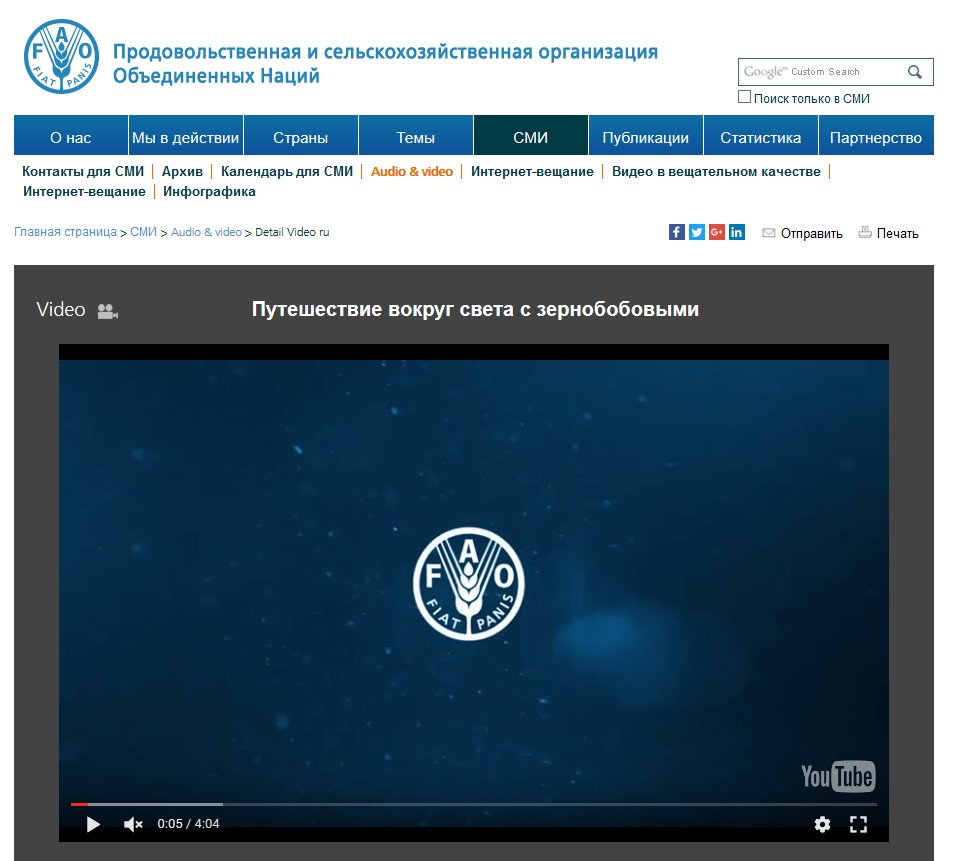 FAO
FIAT PANIS
Продовольственная и сельскохозяйственная организация
Объединенных Наций
Google™ Custom Search
Поиск только в СМИ
О нас
Мы в действии
Страны
Темы
СМИ
Публикации
Статистика
Партнерство
Контакты для СМИ | Архив | Календарь для СМИ | Audio & video | Интернет-вещание | Видео в вещательном качестве |
Интернет-вещание | Инфографика
Главная страница > СМИ > Audio & video > Detail Video ru
f
G+
in
Отправить
Печать
Video
Путешествие вокруг света с зернобобовыми
FAO
FIAT PANIS
YouTube
0:05 / 4:04